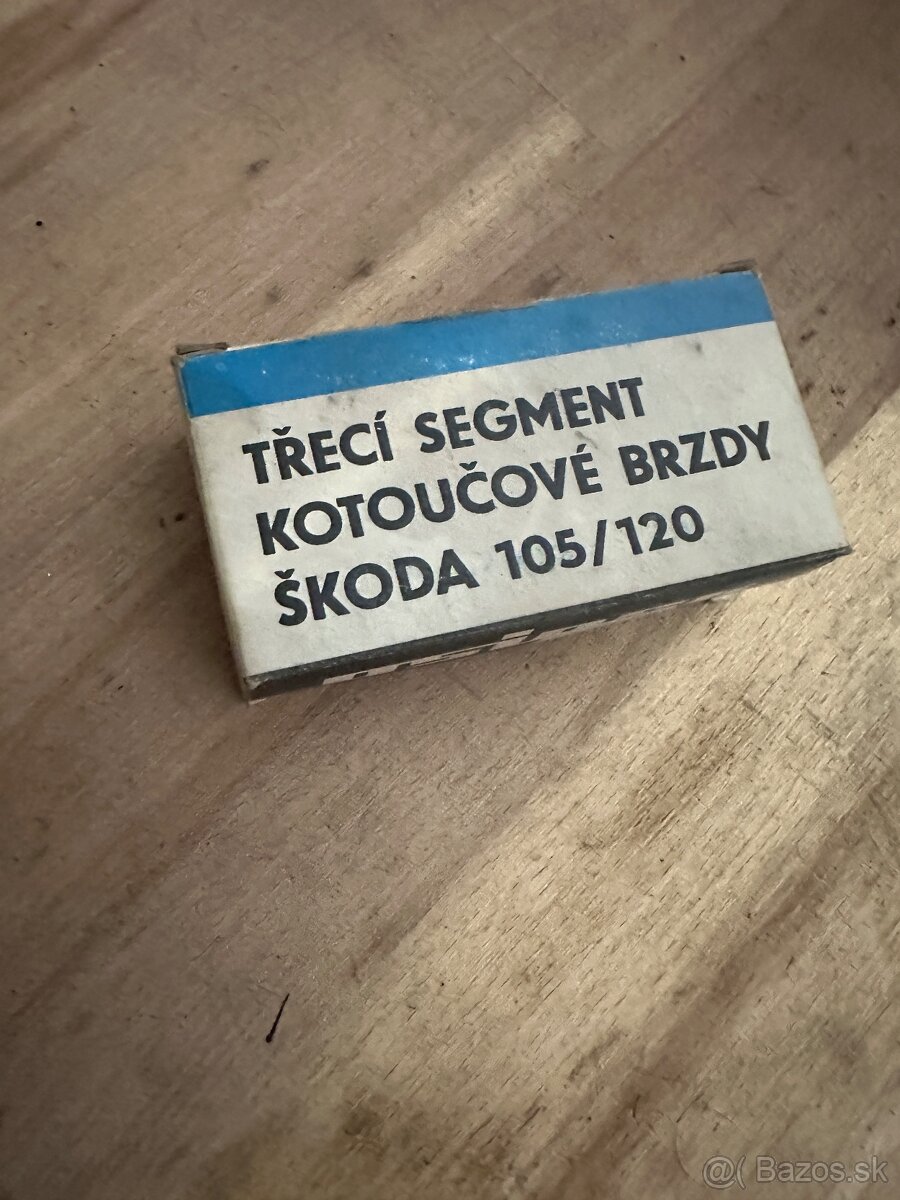 TŘECÍ SEGMENT
KOTOUČOVÉ BRZDY
ŠKODA 105/120
@( Bazos.sk